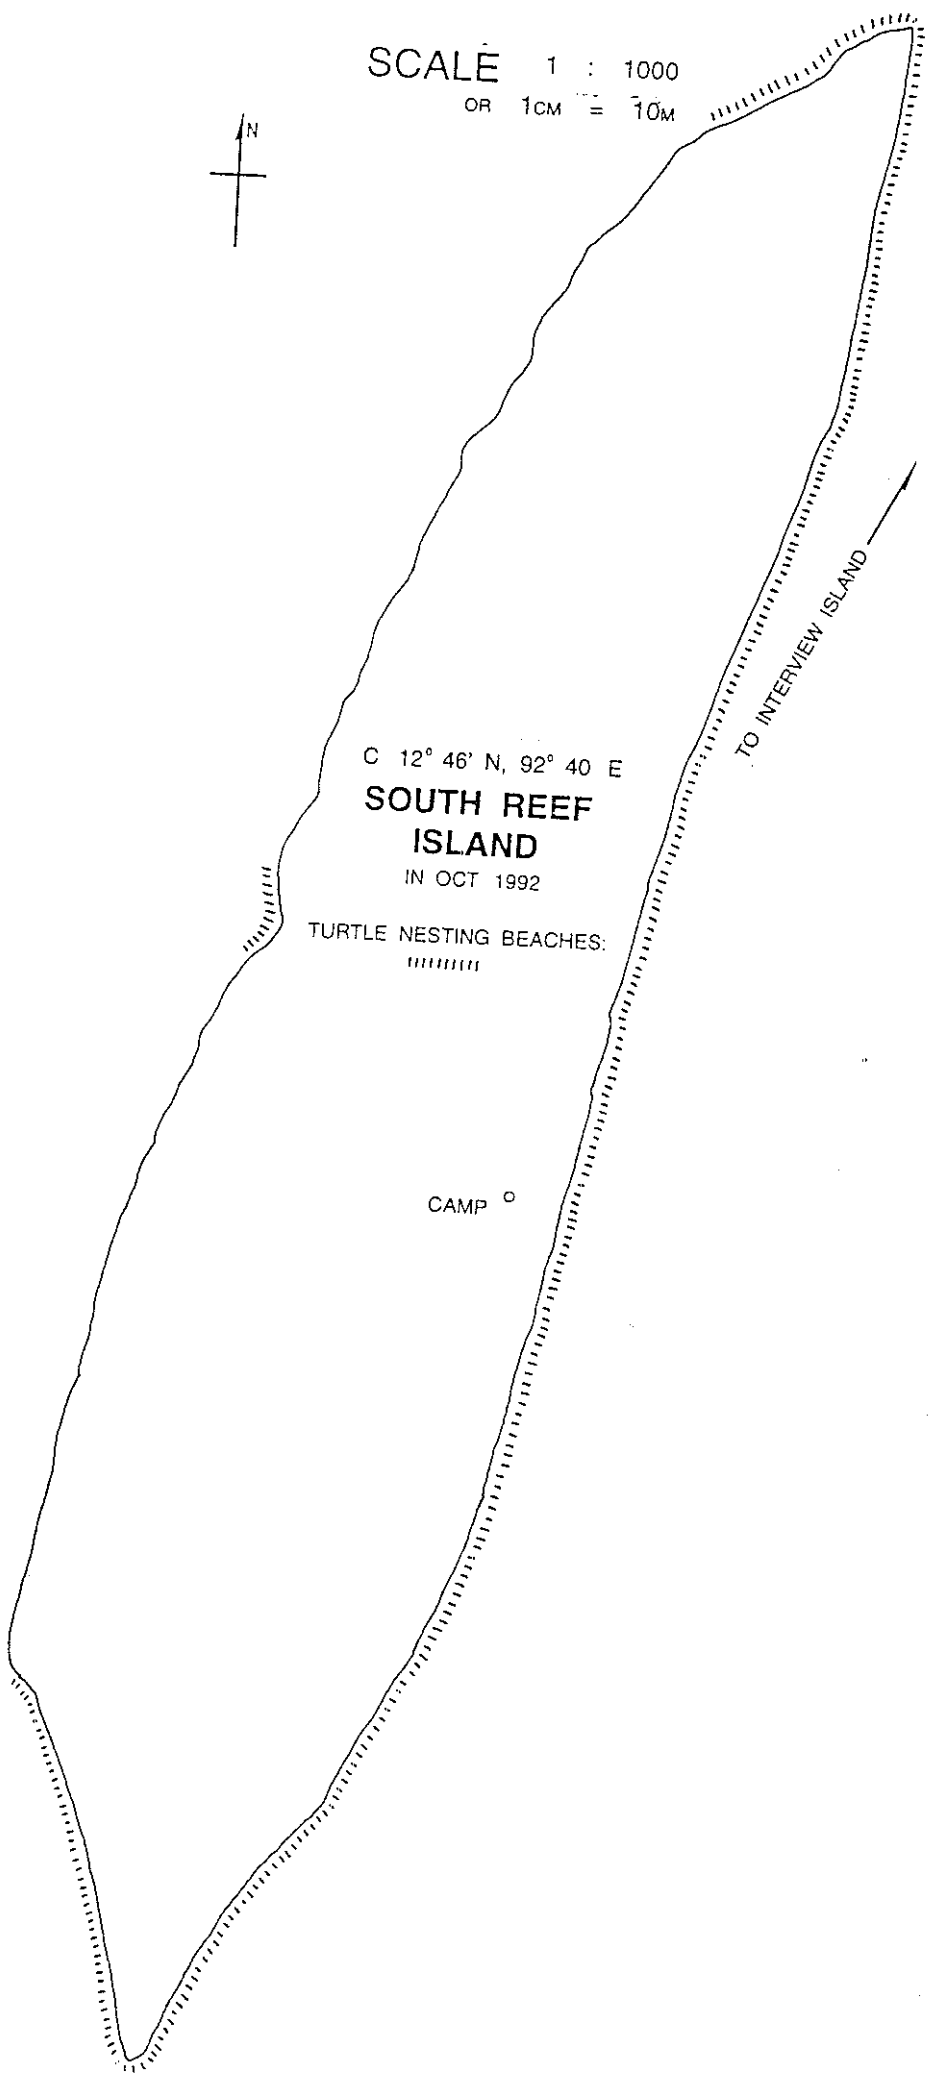 SCALE 1 : 1000
OR 1CM = 10M
N
TO INTERVIEW ISLAND
C 12° 46' N, 92° 40 E
SOUTH REEF
ISLAND
IN OCT 1992
TURTLE NESTING BEACHES:
CAMP